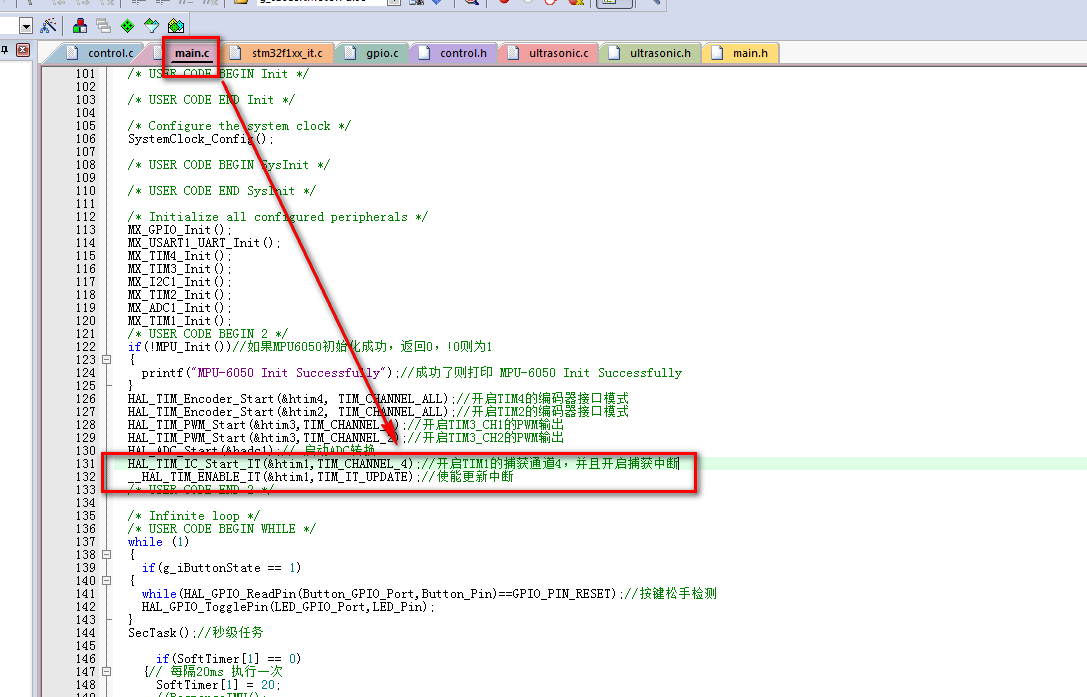 control.c main.c stm32f1xx_it.c gpio.c control.h ultrasonic.c ultrasonic.h main.h
101 /* USER CODE BEGIN Init */
102
103 /* USER CODE END Init */
104
105 /* Configure the system clock */
106 SystemClock_Config();
107
108 /* USER CODE BEGIN SysInit */
109
110 /* USER CODE END SysInit */
111
112 /* Initialize all configured peripherals */
113 MX_GPIO_Init();
114 MX_USART1_UART_Init();
115 MX_TIM4_Init();
116 MX_TIM3_Init();
117 MX_I2C1_Init();
118 MX_TIM2_Init();
119 MX_ADC1_Init();
120 MX_TIM1_Init();
121 /* USER CODE BEGIN 2 */
122 if(!MPU_Init())//如果MPU6050初始化成功，返回0，!0则为1
123 {
124 printf("MPU-6050 Init Successfully");//成功了则打印 MPU-6050 Init Successfully
125 }
126 HAL_TIM_Encoder_Start(&htim4, TIM_CHANNEL_ALL);//开启TIM4的编码器接口模式
127 HAL_TIM_Encoder_Start(&htim2, TIM_CHANNEL_ALL);//开启TIM2的编码器接口模式
128 HAL_TIM_PWM_Start(&htim3,TIM_CHANNEL_1);//开启TIM3_CH1的PWM输出
129 HAL_TIM_PWM_Start(&htim3,TIM_CHANNEL_2);//开启TIM3_CH2的PWM输出
130 HAL_ADC_Start(&hadc1);// 启动ADC转换
131 HAL_TIM_IC_Start_IT(&htim1,TIM_CHANNEL_4);//开启TIM1的捕获通道4，并且开启捕获中断
132 __HAL_TIM_ENABLE_IT(&htim1,TIM_IT_UPDATE);//使能更新中断
133 /* USER CODE END 2 */
134
135 /* Infinite loop */
136 /* USER CODE BEGIN WHILE */
137 while (1)
138 {
139 if(g_iButtonState == 1)
140 {
141 while(HAL_GPIO_ReadPin(Button_GPIO_Port,Button_Pin)==GPIO_PIN_RESET);//按键松手检测
142 HAL_GPIO_TogglePin(LED_GPIO_Port,LED_Pin);
143 }
144 SecTask();//秒级任务
145
146 if(SoftTimer[1] == 0)
147 {// 每隔20ms 执行一次
148 SoftTimer[1] = 20;